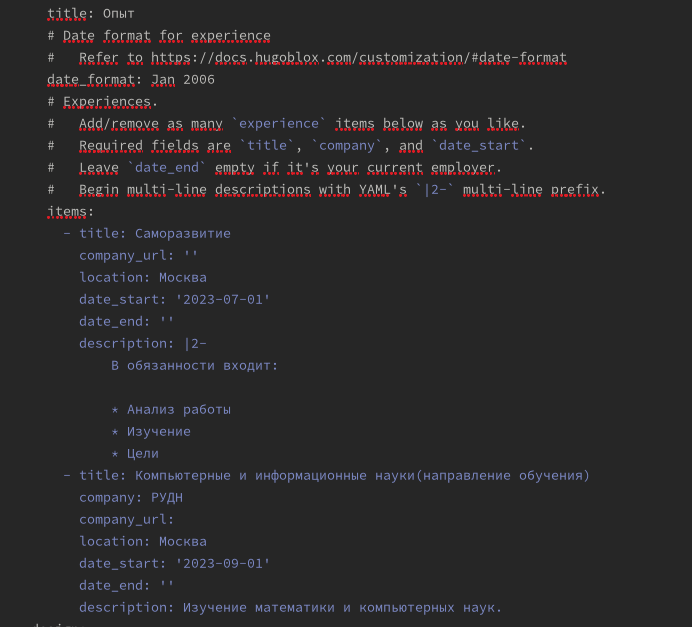 title: Опыт
# Date format for experience
#   Refer to https://docs.hugoblox.com/customization/#date-format
date_format: Jan 2006
# Experiences.
#   Add/remove as many `experience` items below as you like.
#   Required fields are `title`, `company`, and `date_start`.
#   Leave `date_end` empty if it's your current employer.
#   Begin multi-line descriptions with YAML's `|2-` multi-line prefix.
items:
  - title: Саморазвитие
    company_url: ''
    location: Москва
    date_start: '2023-07-01'
    date_end: ''
    description: |2-
        В обязанности входит:

        * Анализ работы
        * Изучение
        * Цели
  - title: Компьютерные и информационные науки(направление обучения)
    company: РУДН
    company_url:
    location: Москва
    date_start: '2023-09-01'
    date_end: ''
    description: Изучение математики и компьютерных наук.